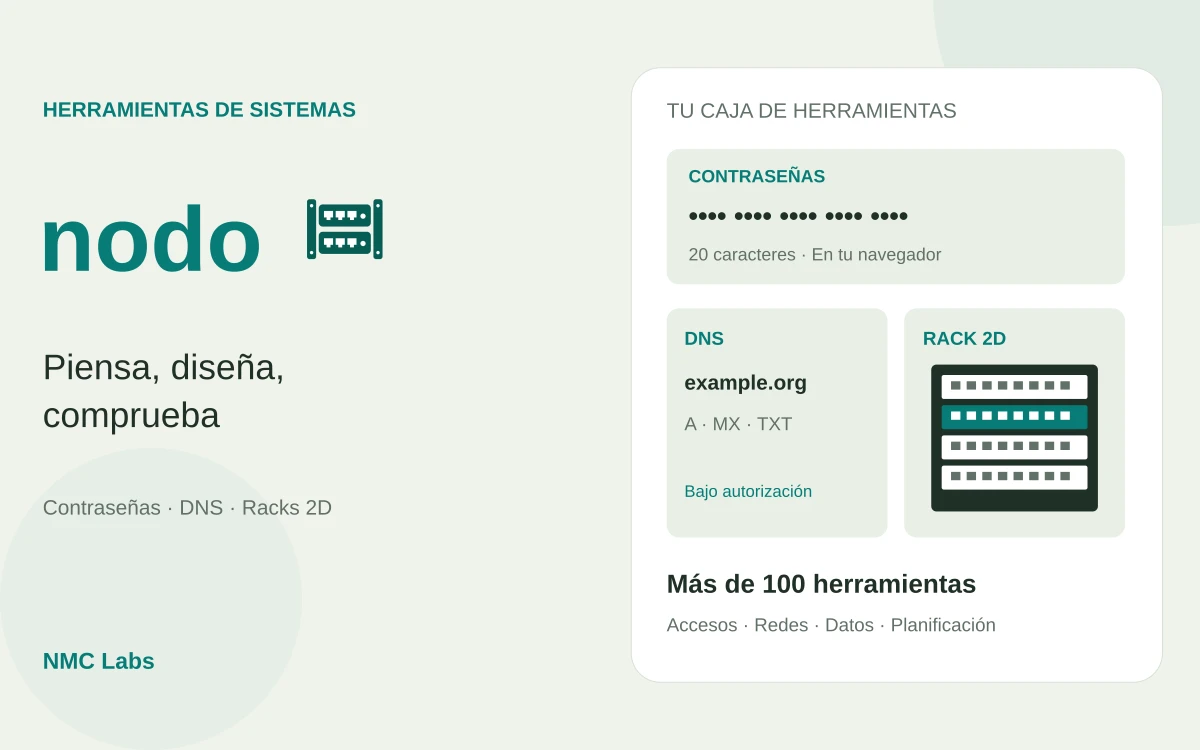 HERRAMIENTAS DE SISTEMAS
nodo
Piensa, diseña,
comprueba
Contraseñas · DNS · Racks 2D
NMC Labs
TU CAJA DE HERRAMIENTAS
CONTRASEÑAS
•••• •••• •••• •••• ••••
20 caracteres · En tu navegador
DNS
example.org
A · MX · TXT
Bajo autorización
RACK 2D
Más de 100 herramientas
Accesos · Redes · Datos · Planificación